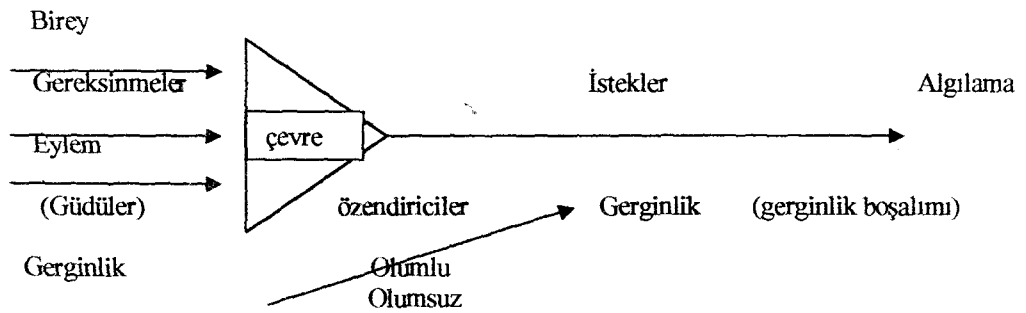 Birey
Gereksinmeler
İstekler
Algılama
Eylem
çevre
(Güdüler)
özendiriciler
Gerginlik
(gerginlik boşalımı)
Gerginlik
Olumlu
Olumsuz